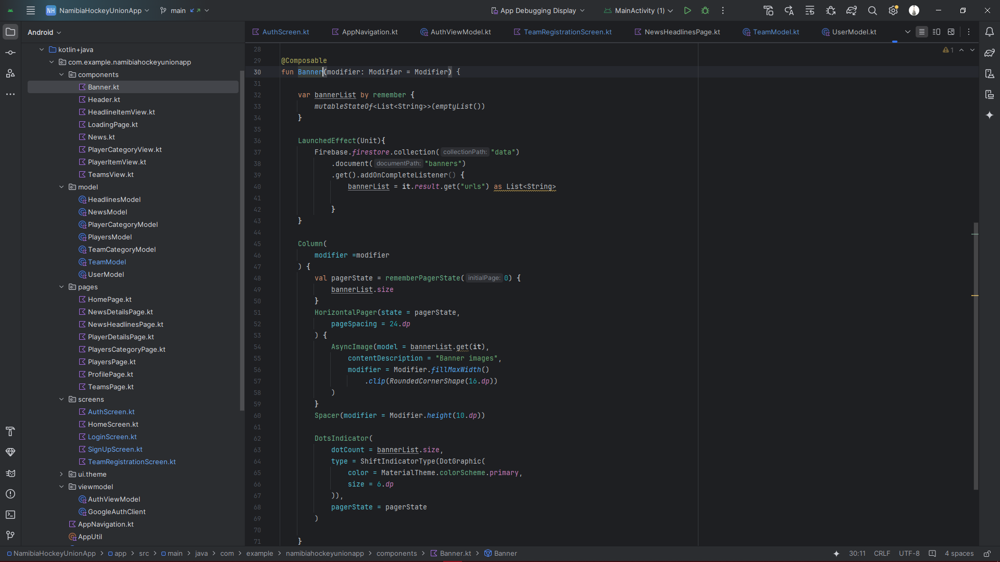 NH NamibiaHockeyUnionApp main App Debugging Display MainActivity (1)
Android
AuthScreen.kt AppNavigation.kt AuthViewModel.kt TeamRegistrationScreen.kt NewsHeadlinesPage.kt TeamModel.kt UserModel.kt
kotlin+java
com.example.namibiahockeyunionapp
components
Banner.kt
Header.kt
HeadlineItemView.kt
LoadingPage.kt
News.kt
PlayerCategoryView.kt
PlayerItemView.kt
TeamsView.kt
model
HeadlinesModel
NewsModel
PlayerCategoryModel
PlayersModel
TeamCategoryModel
TeamModel
UserModel
pages
HomePage.kt
NewsDetailsPage.kt
NewsHeadlinesPage.kt
PlayerDetailsPage.kt
PlayersCategoryPage.kt
PlayersPage.kt
ProfilePage.kt
TeamsPage.kt
screens
AuthScreen.kt
HomeScreen.kt
LoginScreen.kt
SignUpScreen.kt
TeamRegistrationScreen.kt
ui.theme
viewmodel
AuthViewModel
GoogleAuthClient
AppNavigation.kt
AppUtil
1
28
29 @Composable
30 fun Banner(modifier: Modifier = Modifier) {
31
32 var bannerList by remember {
33 mutableStateOf<List<String>>(emptyList())
34 }
35
36 LaunchedEffect(Unit){
37 Firebase.firestore.collection( collectionPath: "data")
38 .document( documentPath: "banners")
39 .get().addOnCompleteListener() {
40 bannerList = it.result.get("urls") as List<String>
41
42 }
43 }
44
45 Column(
46 modifier =modifier
47 ) {
48 val pagerState = rememberPagerState( initialPage: 0) {
49 bannerList.size
50 }
51 HorizontalPager(state = pagerState,
52 pageSpacing = 24.dp
53 ) {
54 AsyncImage(model = bannerList.get(it),
55 contentDescription = "Banner images",
56 modifier = Modifier.fillMaxWidth()
57 .clip(RoundedCornerShape(16.dp))
58 )
59 }
60 Spacer(modifier = Modifier.height(10.dp))
61
62 DotsIndicator(
63 dotCount = bannerList.size,
64 type = ShiftIndicatorType(DotGraphic(
65 color = MaterialTheme.colorScheme.primary,
66 size = 6.dp
67 )),
68 pagerState = pagerState
69 )
70
71 }
NamibiaHockeyUnionApp > app > src > main > java > com > example > namibiahockeyunionapp > components > Banner.kt > Banner 30:11 CRLF UTF-8 4 spaces